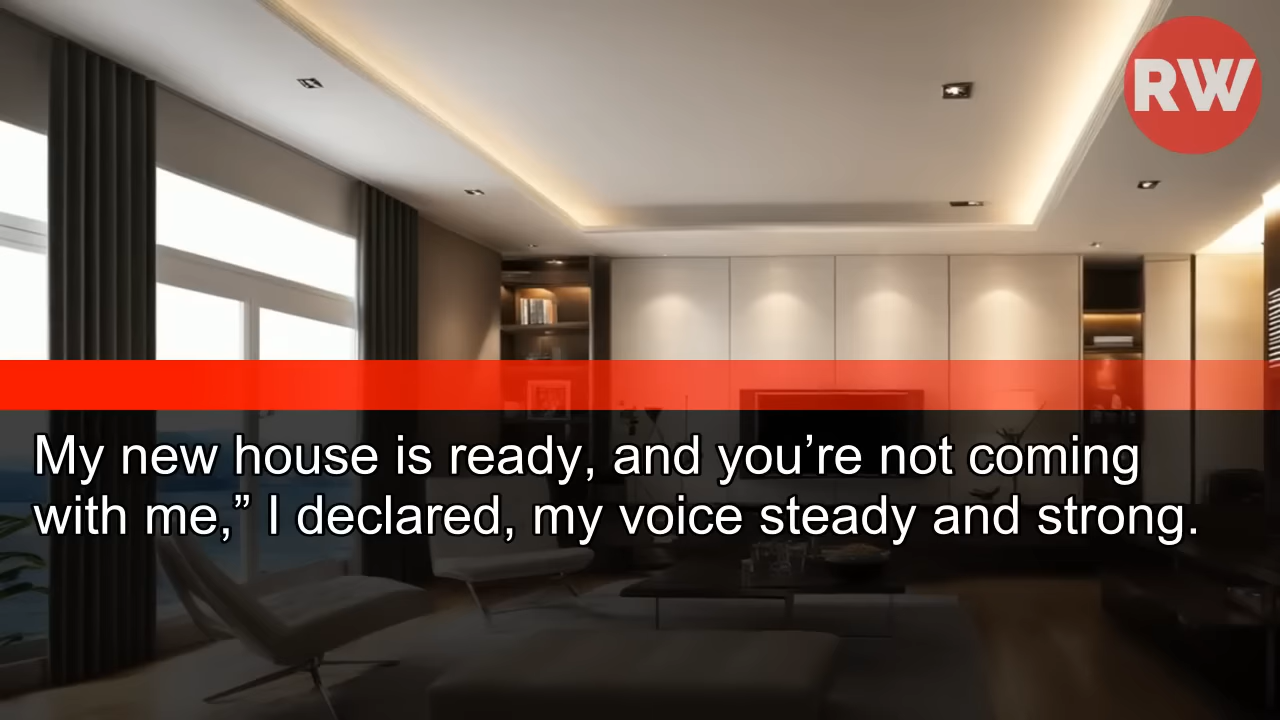 RW
My new house is ready, and you’re not coming
with me,” I declared, my voice steady and strong.